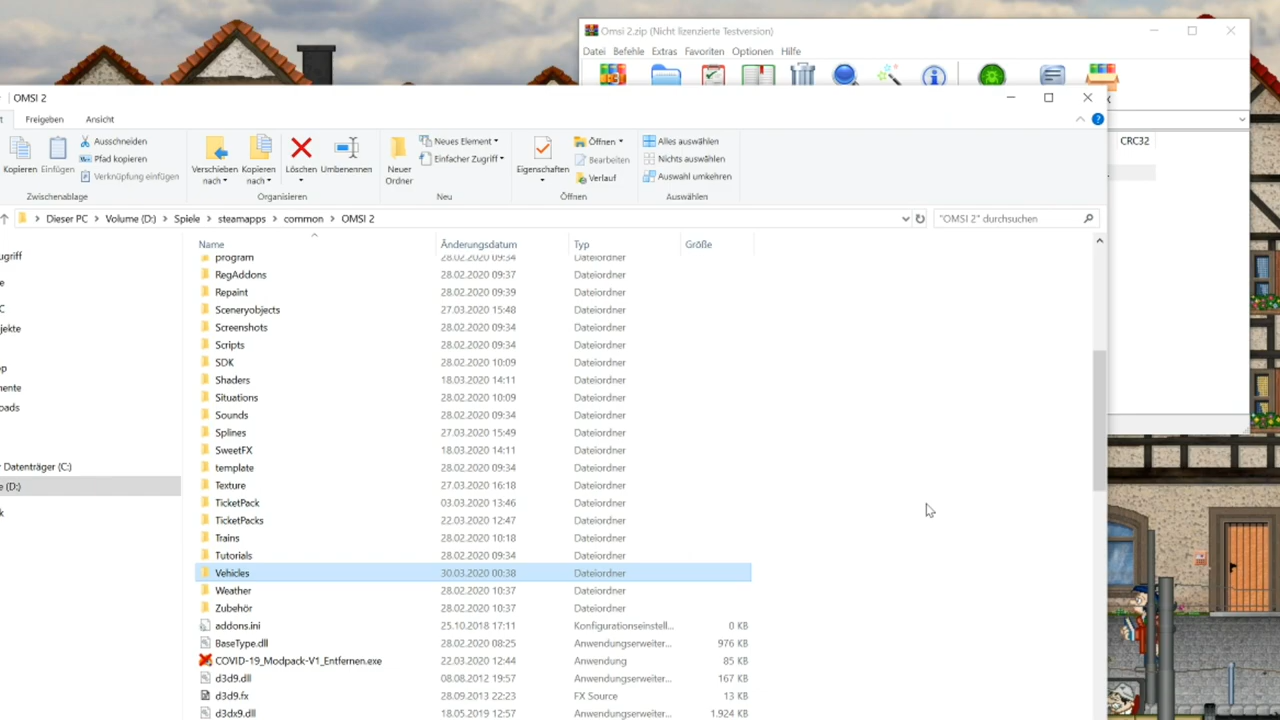 Omsi 2.zip (Nicht lizenzierte Testversion)
Datei Befehle Extras Favoriten Optionen Hilfe
OMSI 2
Freigeben Ansicht
Kopieren Einfügen
Ausschneiden
Pfad kopieren
Verknüpfung einfügen
Zwischenablage
Verschieben nach
Kopieren nach
Löschen
Umbenennen
Organisieren
Neuer Ordner
Neues Element
Einfacher Zugriff
Neu
Eigenschaften
Öffnen
Bearbeiten
Verlauf
Öffnen
Alles auswählen
Nichts auswählen
Auswahl umkehren
Auswählen
CRC32
Dieser PC > Volume (D:) > Spiele > steamapps > common > OMSI 2
"OMSI 2" durchsuchen
Name Änderungsdatum Typ Größe
program 28.02.2020 09:34 Dateiordner
RegAddons 28.02.2020 09:37 Dateiordner
Repaint 28.02.2020 09:39 Dateiordner
Sceneryobjects 27.03.2020 15:48 Dateiordner
Screenshots 28.02.2020 09:34 Dateiordner
Scripts 28.02.2020 09:34 Dateiordner
SDK 28.02.2020 10:09 Dateiordner
Shaders 18.03.2020 14:11 Dateiordner
Situations 28.02.2020 10:09 Dateiordner
Sounds 28.02.2020 09:34 Dateiordner
Splines 27.03.2020 15:49 Dateiordner
SweetFX 18.03.2020 14:11 Dateiordner
template 28.02.2020 09:34 Dateiordner
Texture 27.03.2020 16:18 Dateiordner
TicketPack 03.03.2020 13:46 Dateiordner
TicketPacks 22.03.2020 12:47 Dateiordner
Trains 28.02.2020 10:18 Dateiordner
Tutorials 28.02.2020 09:34 Dateiordner
Vehicles 30.03.2020 00:38 Dateiordner
Weather 28.02.2020 10:37 Dateiordner
Zubehör 28.02.2020 10:37 Dateiordner
addons.ini 25.10.2018 17:11 Konfigurationseinstell... 0 KB
BaseType.dll 28.02.2020 08:25 Anwendungserweiter... 976 KB
COVID-19_Modpack-V1_Entfernen.exe 22.03.2020 12:44 Anwendung 85 KB
d3d9.dll 08.08.2012 19:57 Anwendungserweiter... 167 KB
d3d9.fx 28.09.2013 22:23 FX Source 13 KB
d3dx9.dll 18.05.2019 12:57 Anwendungserweiter... 1.924 KB
ugriff
e
C
jekte
op
mente
oads
r Datenträger (C:)
e (D:)
k